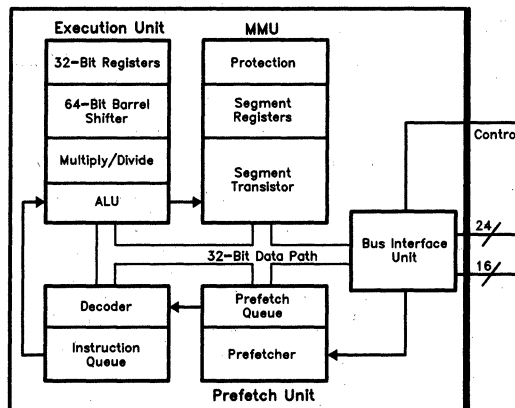 Execution Unit
MMU
32-Bit Registers
64-Bit Barrel
Shifter
Multiply/Divide
ALU
Protection
Segment
Registers
Segment
Transistor
Control
24
16
Bus Interface
Unit
32-Bit Data Path
Decoder
Instruction
Queue
Prefetch
Queue
Prefetcher
Prefetch Unit